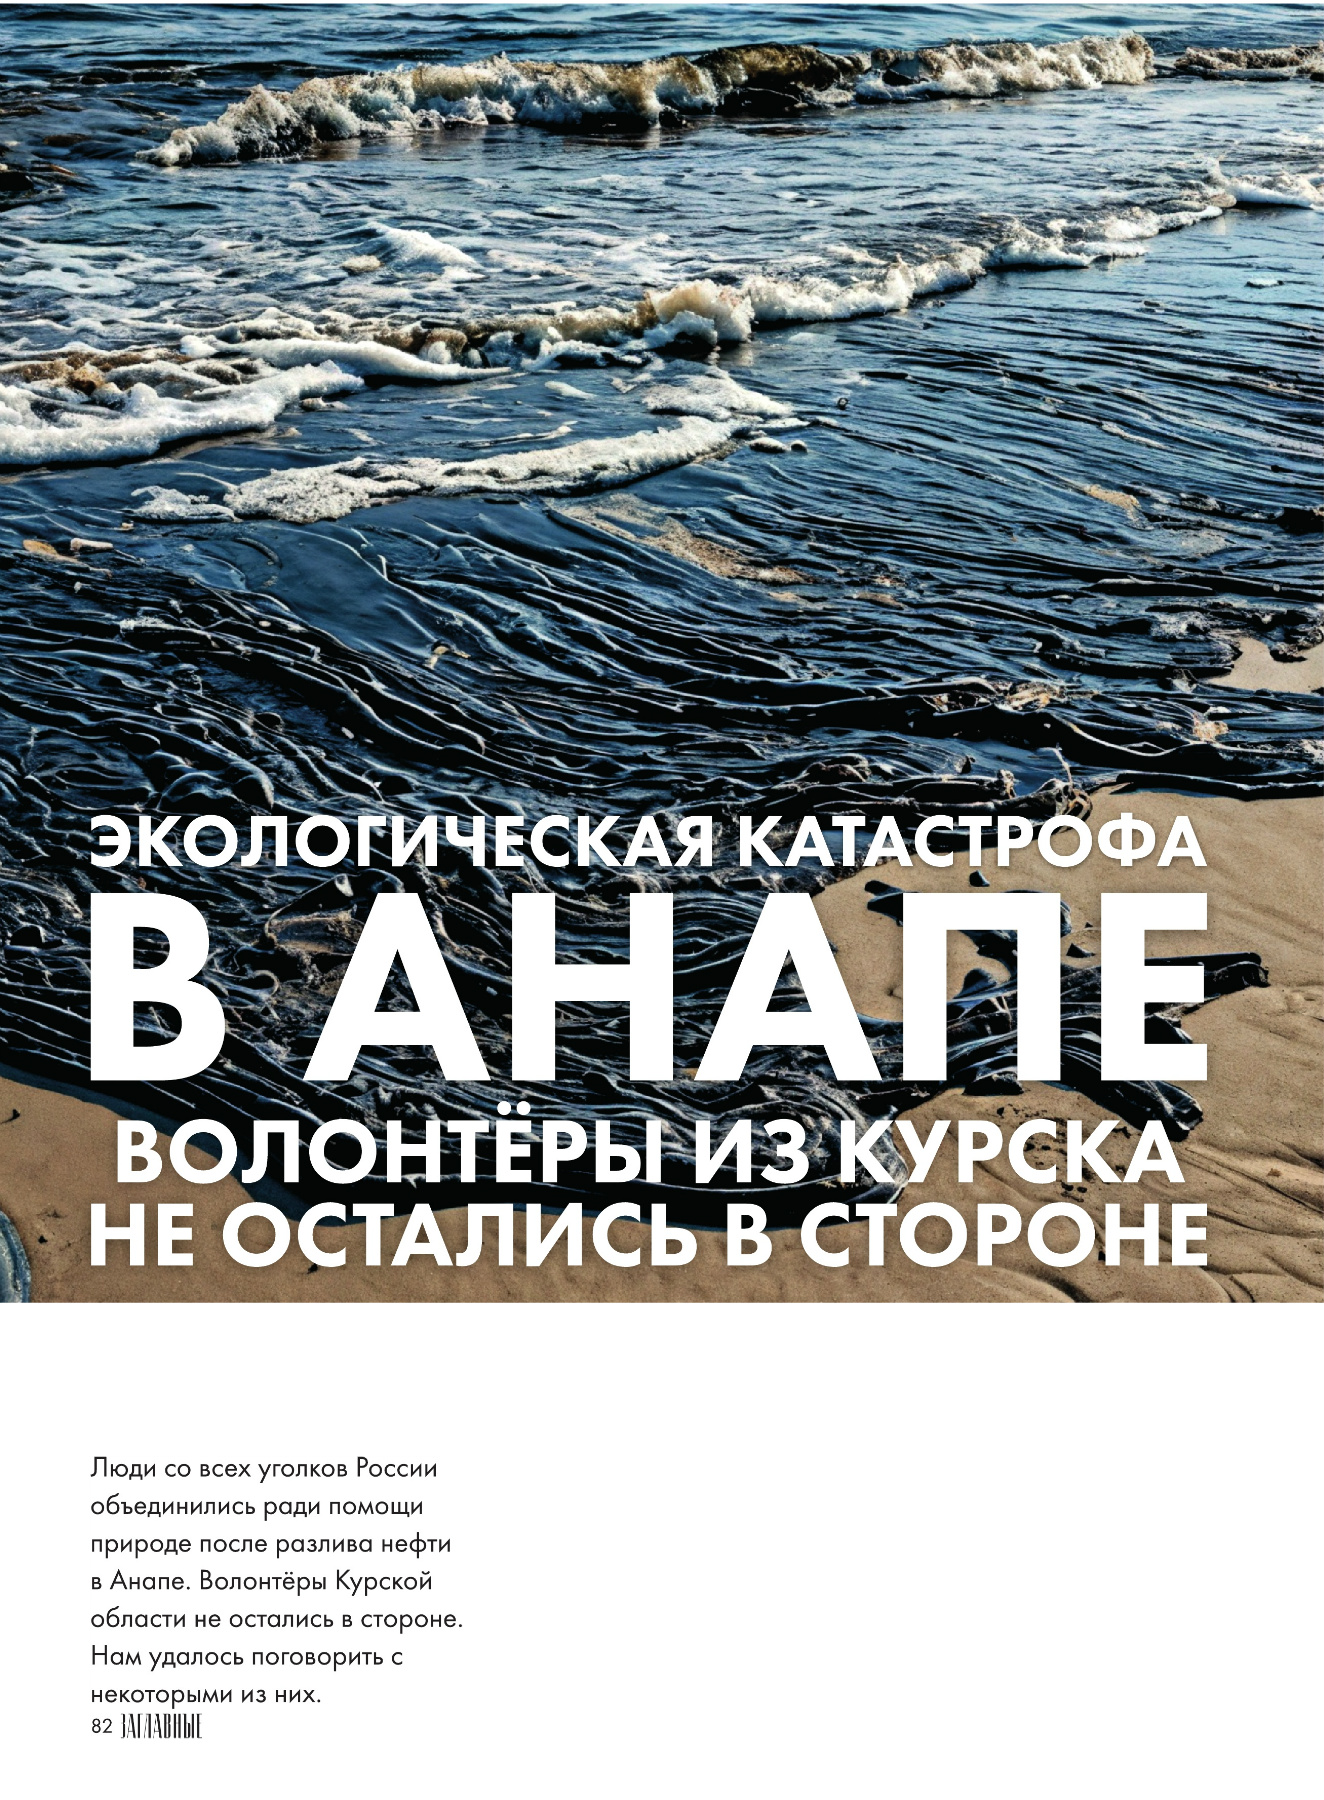 ЭКОЛОГИЧЕСКАЯ КАТАСТРОФА
В АНАПЕ
ВОЛОНТЁРЫ ИЗ КУРСКА
НЕ ОСТАЛИСЬ В СТОРОНЕ
Люди со всех уголков России
объединились ради помощи
природе после разлива нефти
в Анапе. Волонтёры Курской
области не остались в стороне.
Нам удалось поговорить с
некоторыми из них.
82 ЗАГЛАВНЫЕ